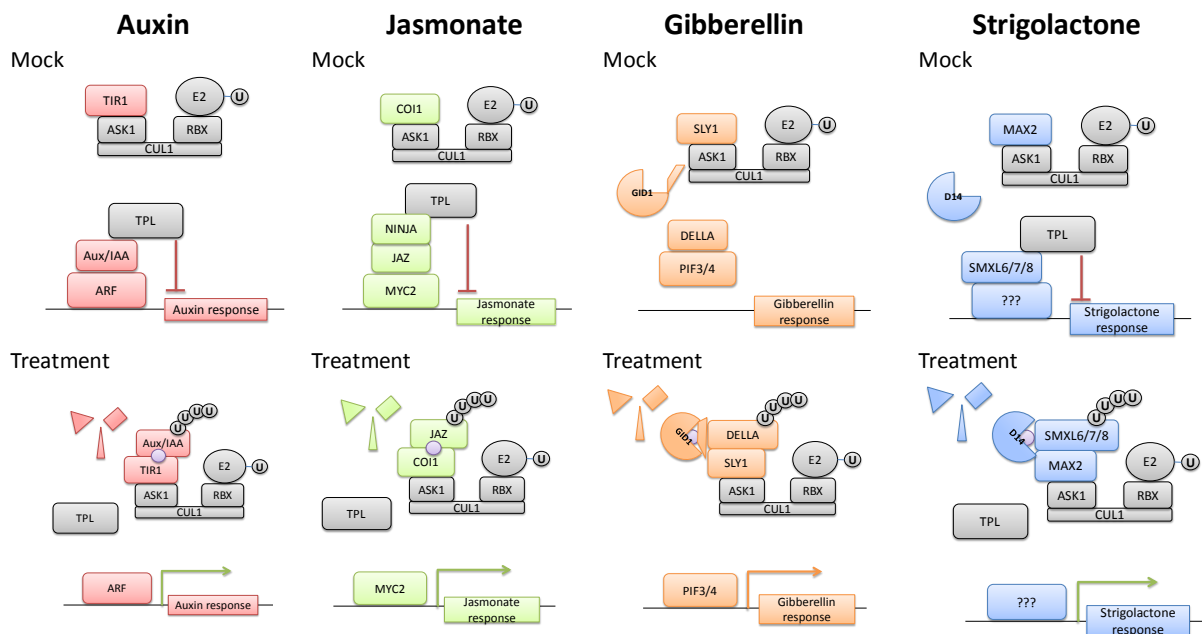 Auxin
Mock
TIR1
E2
U
ASK1
RBX
CUL1
TPL
Aux/IAA
ARF
Auxin response
Treatment
U U U U
Aux/IAA
TIR1
E2
U
ASK1
RBX
CUL1
TPL
ARF
Auxin response
Jasmonate
Mock
COI1
E2
U
ASK1
RBX
CUL1
TPL
NINJA
JAZ
MYC2
Jasmonate
response
Treatment
U U U U
JAZ
COI1
E2
U
ASK1
RBX
CUL1
TPL
MYC2
Jasmonate
response
Gibberellin
Mock
SLY1
E2
U
ASK1
RBX
CUL1
GID1
DELLA
PIF3/4
Gibberellin
response
Treatment
U U U U
GID1
DELLA
SLY1
E2
U
ASK1
RBX
CUL1
PIF3/4
Gibberellin
response
Strigolactone
Mock
MAX2
E2
U
ASK1
RBX
CUL1
D14
TPL
SMXL6/7/8
???
Strigolactone
response
Treatment
U U U U
D14
SMXL6/7/8
MAX2
E2
U
ASK1
RBX
CUL1
TPL
???
Strigolactone
response